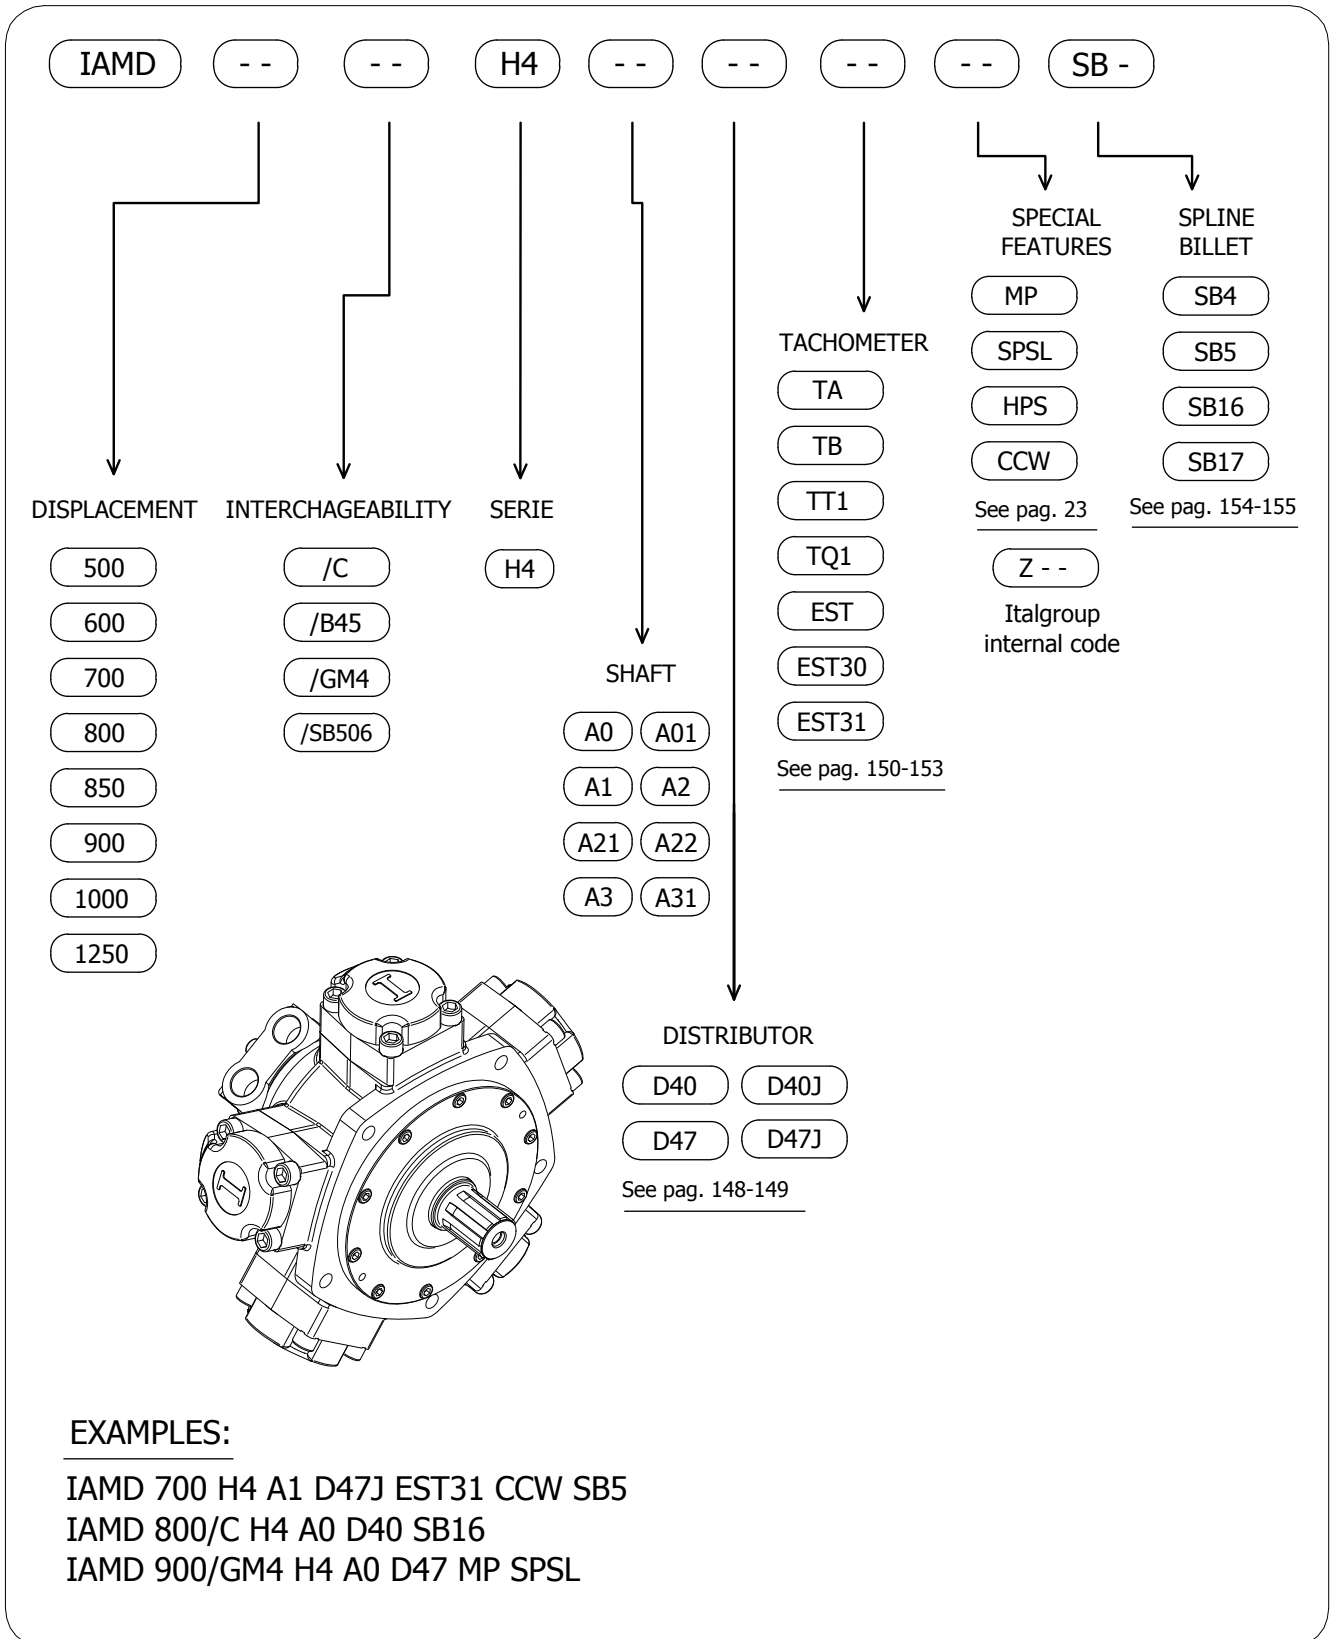 IAMD - - - - H4 - - - - - - - - SB -
SPECIAL
FEATURES
MP
SPSL
HPS
CCW
See pag. 23
Z - -
Italgroup
internal code
SPLINE
BILLET
SB4
SB5
SB16
SB17
See pag. 154-155
TACHOMETER
TA
TB
TT1
TQ1
EST
EST30
EST31
See pag. 150-153
DISPLACEMENT
500
600
700
800
850
900
1000
1250
INTERCHAGEABILITY
/C
/B45
/GM4
/SB506
SERIE
H4
SHAFT
A0 A01
A1 A2
A21 A22
A3 A31
DISTRIBUTOR
D40 D40J
D47 D47J
See pag. 148-149
I
I
EXAMPLES:
IAMD 700 H4 A1 D47J EST31 CCW SB5
IAMD 800/C H4 A0 D40 SB16
IAMD 900/GM4 H4 A0 D47 MP SPSL